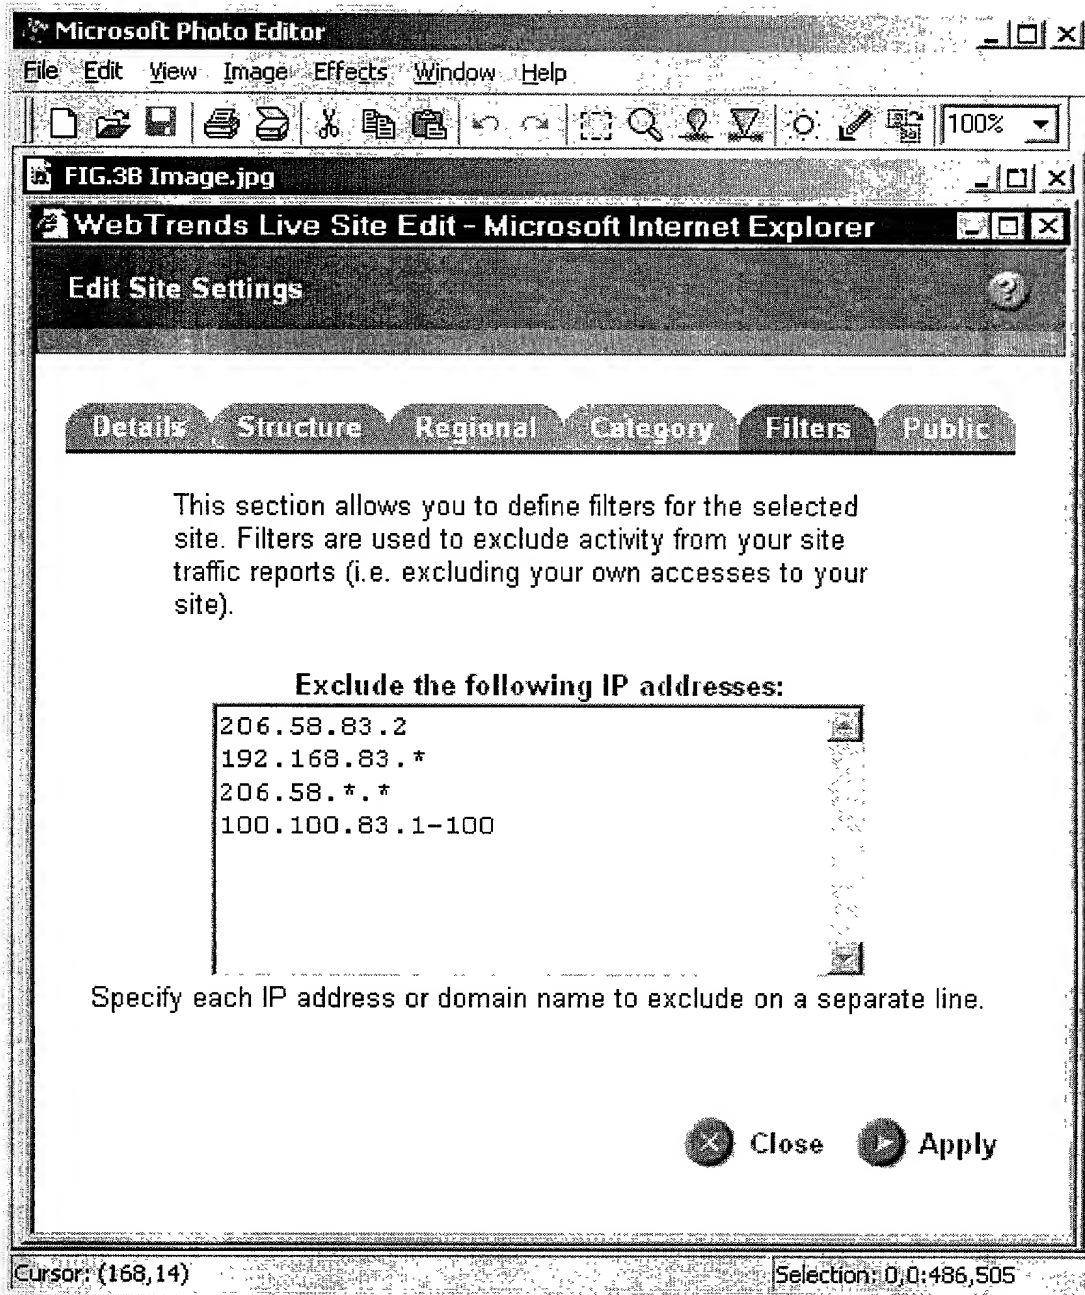 Microsoft Photo Editor
File Edit View Image Effects Window Help
100%
FIG.3B Image.jpg
WebTrends Live Site Edit - Microsoft Internet Explorer
Edit Site Settings
?
Details Structure Regional Category Filters Public
This section allows you to define filters for the selected
site. Filters are used to exclude activity from your site
traffic reports (i.e. excluding your own accesses to your
site).
Exclude the following IP addresses:
206.58.83.2
192.168.83.*
206.58.*.*
100.100.83.1-100
Specify each IP address or domain name to exclude on a separate line.
Close Apply
Cursor: (168,14) Selection: 0,0:486,505